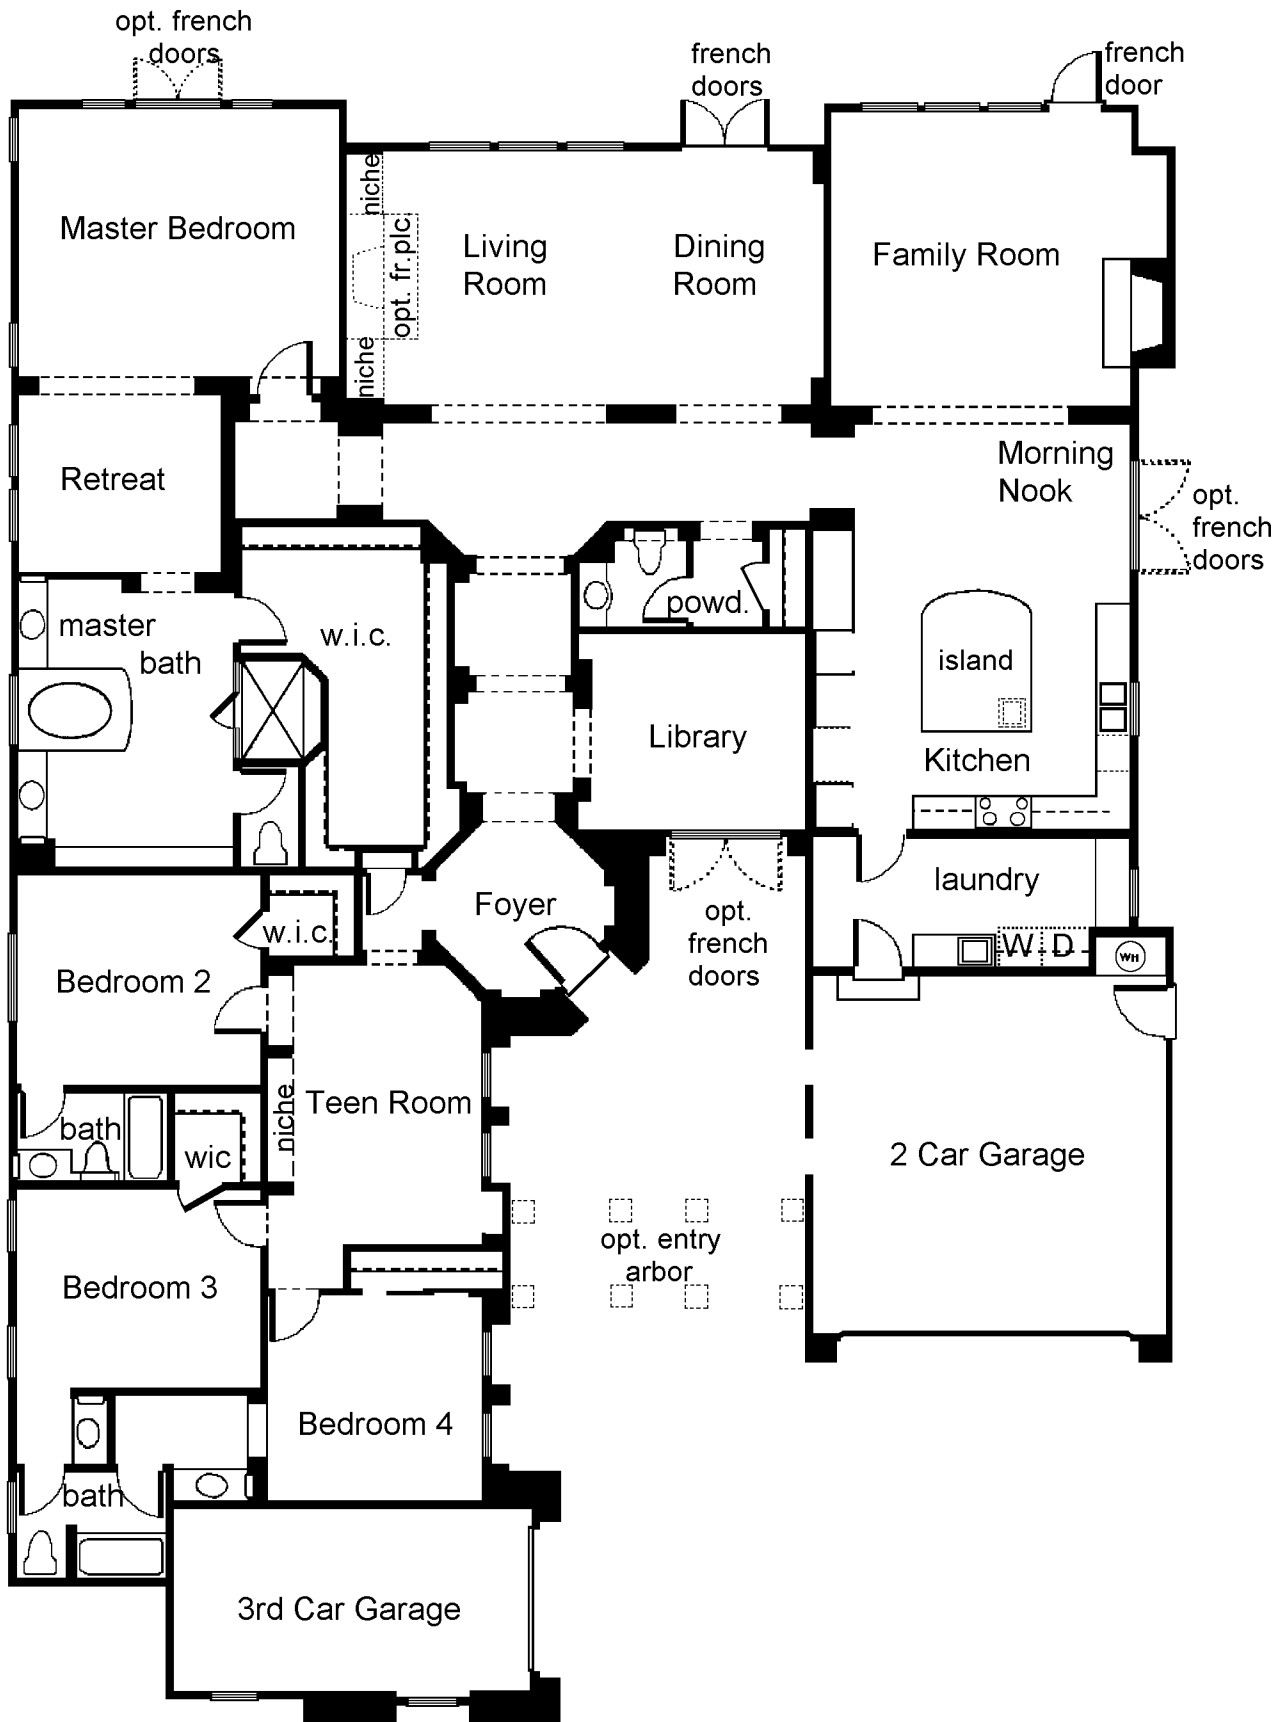 opt. french
doors
french
doors
french
door
Master Bedroom
niche
opt. fr.plc.
niche
Living
Room
Dining
Room
Family Room
Retreat
Morning
Nook
opt.
french
doors
master
bath
w.i.c.
powd.
island
Library
Kitchen
laundry
Foyer
w.i.c.
opt.
french
doors
W D
WH
Bedroom 2
niche
Teen Room
bath
wic
2 Car Garage
opt. entry
arbor
Bedroom 3
Bedroom 4
bath
3rd Car Garage